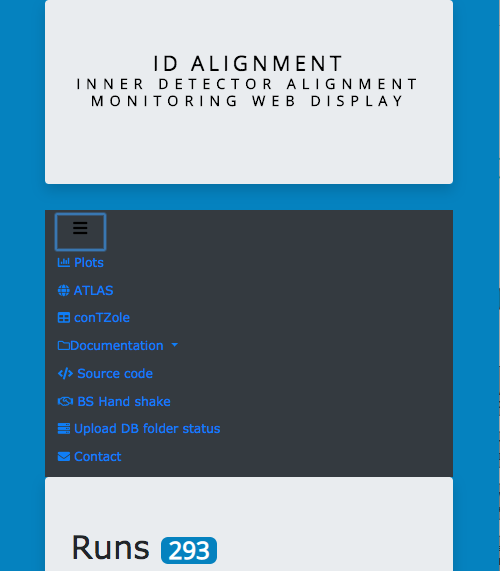 ID ALIGNMENT
INNER DETECTOR ALIGNMENT
MONITORING WEB DISPLAY
Plots
ATLAS
conTZole
Documentation
Source code
BS Hand shake
Upload DB folder status
Contact
Runs 293